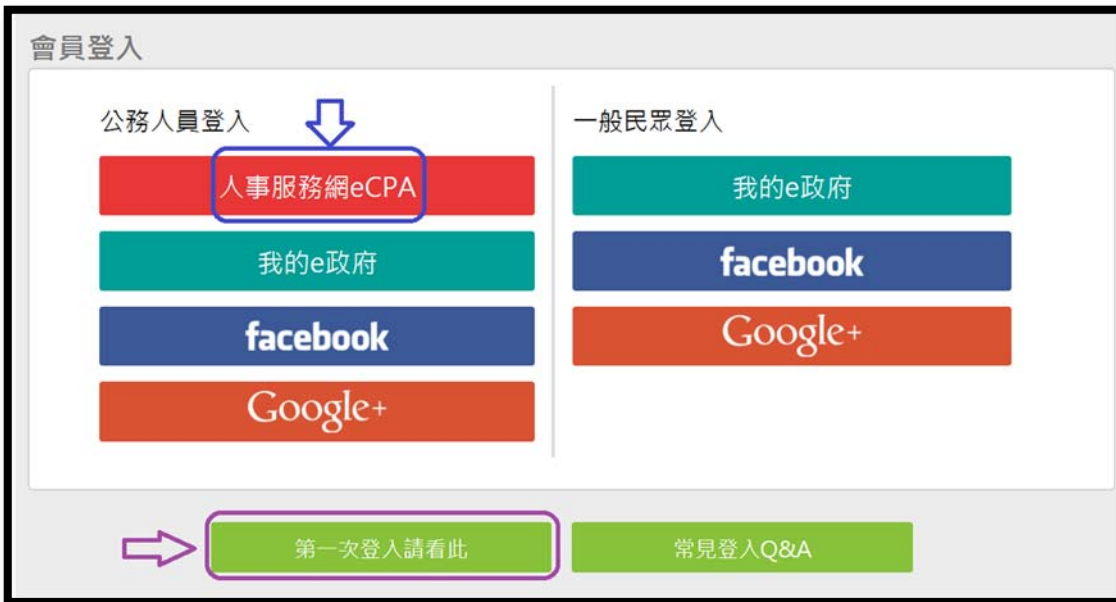 會員登入
公務人員登入
人事服務網eCPA
我的e政府
facebook
Google+
一般民眾登入
我的e政府
facebook
Google+
第一次登入請看此
常見登入Q&A